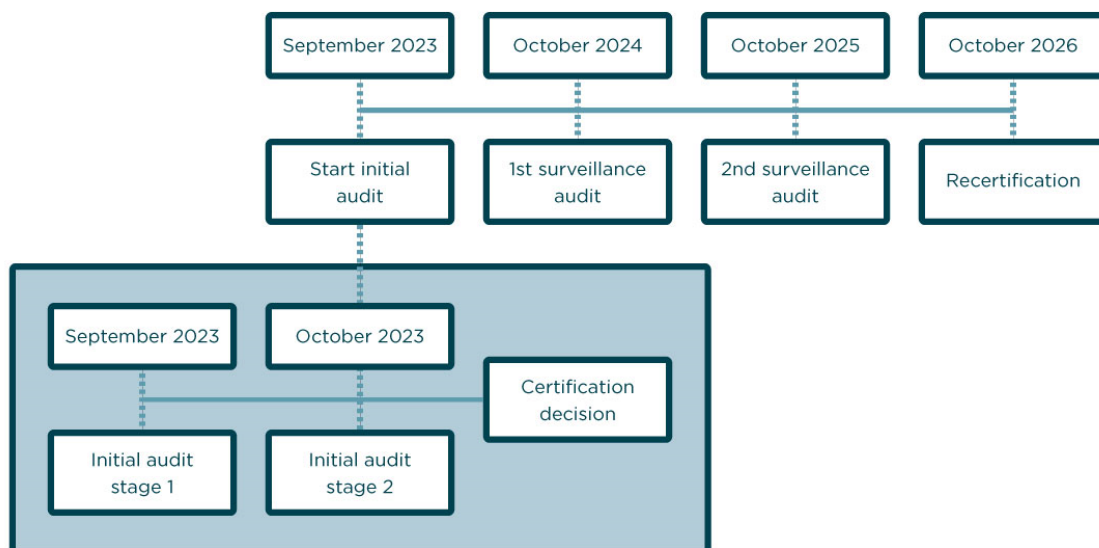 September 2023
October 2024
October 2025
October 2026
Start initial
audit
1st surveillance
audit
2nd surveillance
audit
Recertification
September 2023
October 2023
Certification
decision
Initial audit
stage 1
Initial audit
stage 2